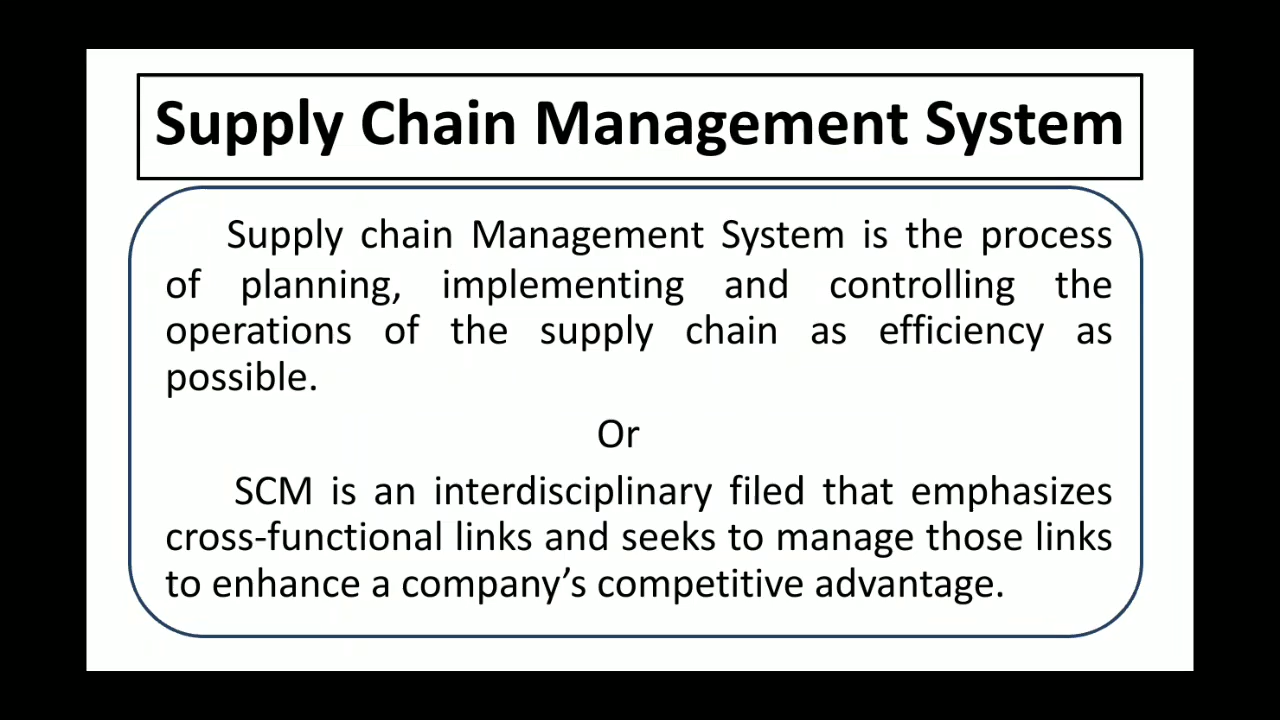 Supply Chain Management System
Supply chain Management System is the process
of planning, implementing and controlling the
operations of the supply chain as efficiency as
possible.
Or
SCM is an interdisciplinary filed that emphasizes
cross-functional links and seeks to manage those links
to enhance a company’s competitive advantage.